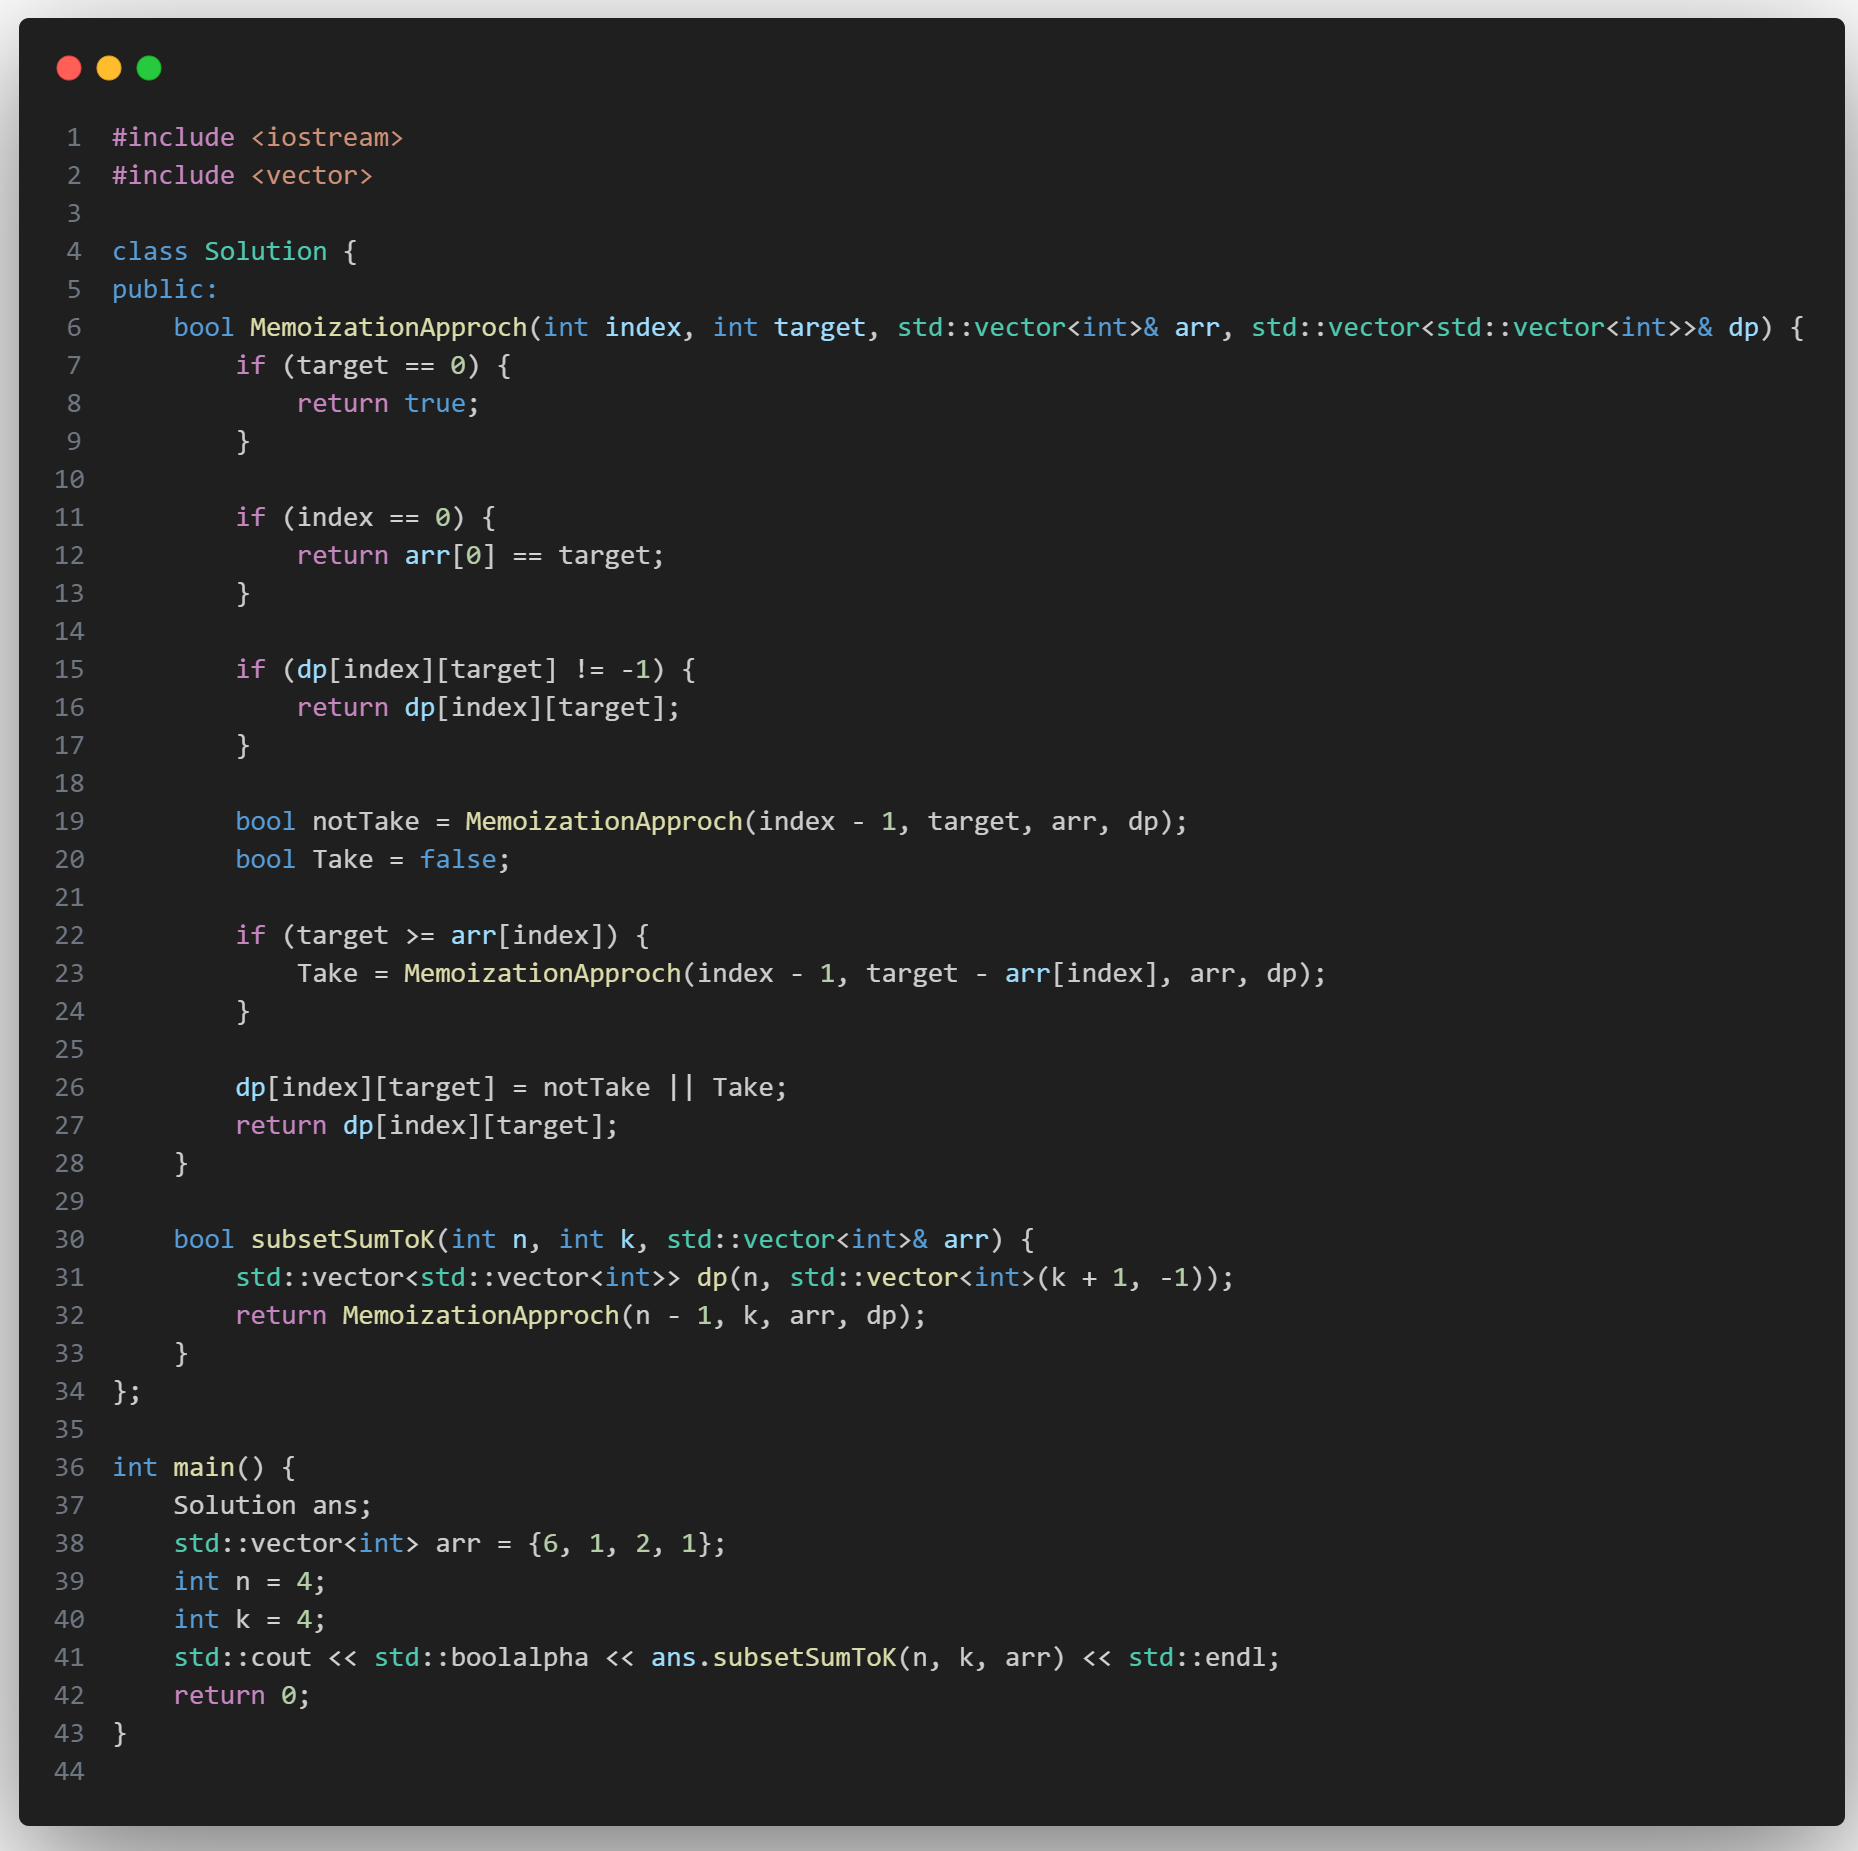 1 #include <iostream>
2 #include <vector>
3
4 class Solution {
5 public:
6     bool MemoizationApproch(int index, int target, std::vector<int>& arr, std::vector<std::vector<int>>& dp) {
7         if (target == 0) {
8             return true;
9         }
10
11         if (index == 0) {
12             return arr[0] == target;
13         }
14
15         if (dp[index][target] != -1) {
16             return dp[index][target];
17         }
18
19         bool notTake = MemoizationApproch(index - 1, target, arr, dp);
20         bool Take = false;
21
22         if (target >= arr[index]) {
23             Take = MemoizationApproch(index - 1, target - arr[index], arr, dp);
24         }
25
26         dp[index][target] = notTake || Take;
27         return dp[index][target];
28     }
29
30     bool subsetSumToK(int n, int k, std::vector<int>& arr) {
31         std::vector<std::vector<int>> dp(n, std::vector<int>(k + 1, -1));
32         return MemoizationApproch(n - 1, k, arr, dp);
33     }
34 };
35
36 int main() {
37     Solution ans;
38     std::vector<int> arr = {6, 1, 2, 1};
39     int n = 4;
40     int k = 4;
41     std::cout << std::boolalpha << ans.subsetSumToK(n, k, arr) << std::endl;
42     return 0;
43 }
44